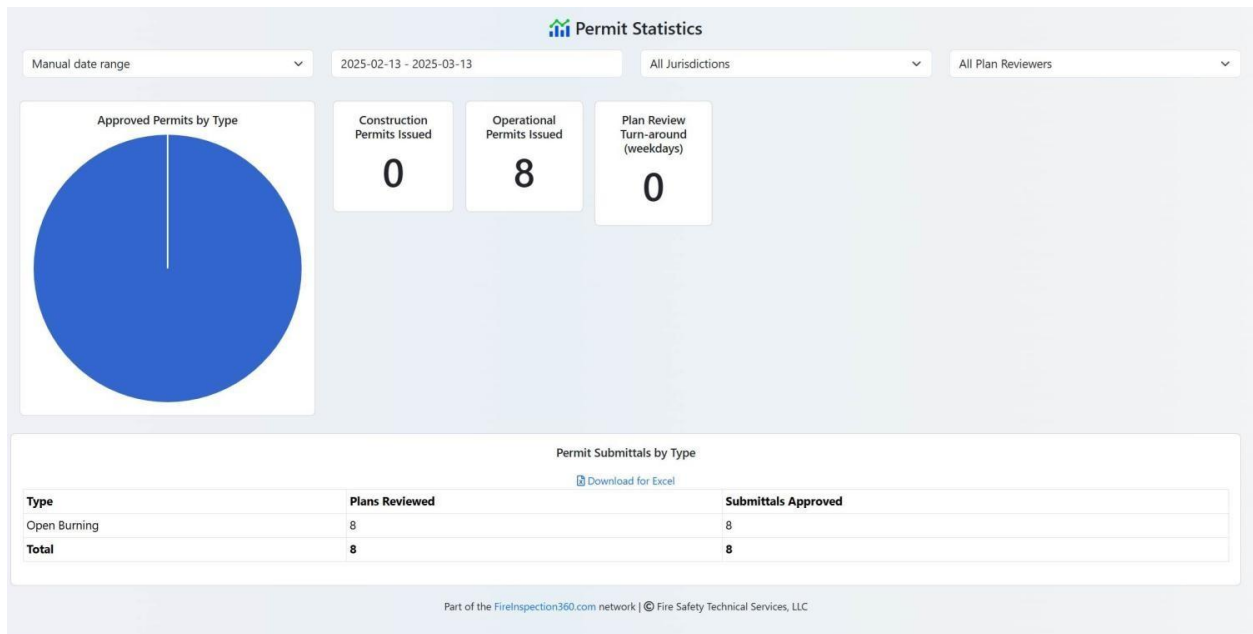 Permit Statistics
Manual date range
2025-02-13 - 2025-03-13
All Jurisdictions
All Plan Reviewers
Approved Permits by Type
Construction
Permits Issued
0
Operational
Permits Issued
8
Plan Review
Turn-around
(weekdays)
0
Permit Submittals by Type
Download for Excel
Type Plans Reviewed Submittals Approved
Open Burning 8 8
Total 8 8
Part of the FireInspection360.com network | © Fire Safety Technical Services, LLC